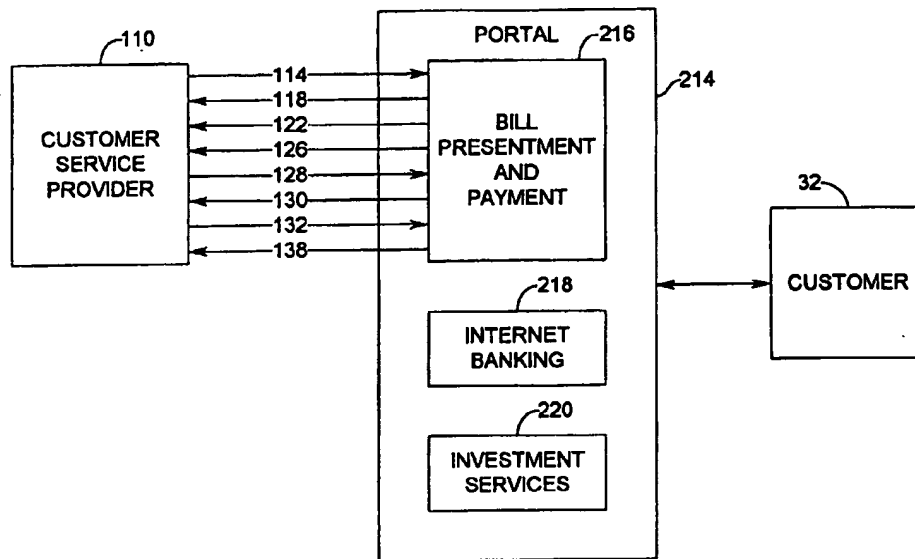 110
CUSTOMER
SERVICE
PROVIDER
114
118
122
126
128
130
132
138
PORTAL
216
BILL
PRESENTMENT
AND
PAYMENT
214
218
INTERNET
BANKING
220
INVESTMENT
SERVICES
32
CUSTOMER